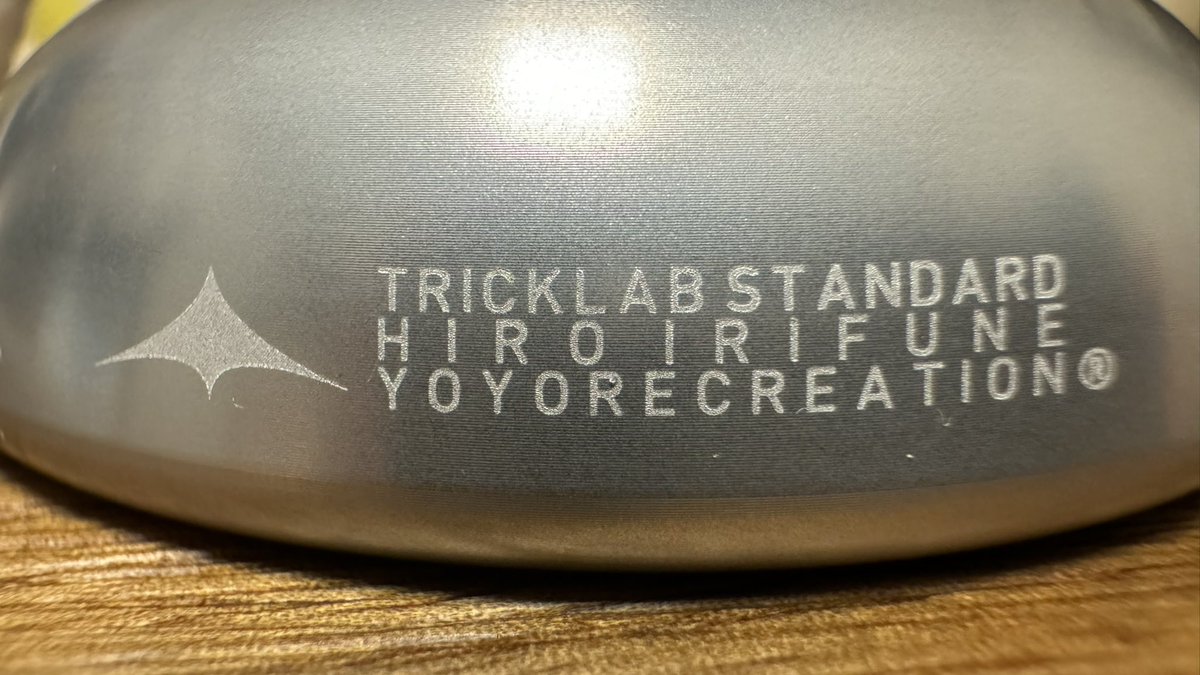 TRICKLAB STANDARD
HIRO IRIFUNE
YOYORECREATION®